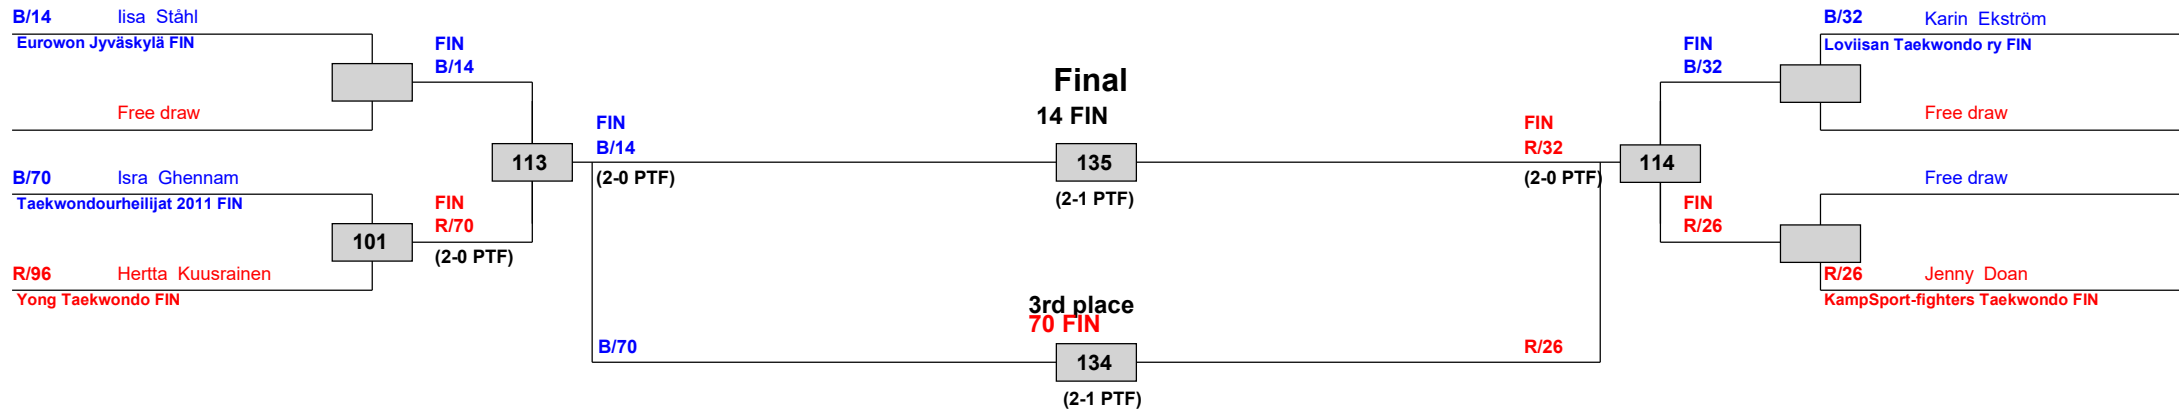 B/14 Iisa Ståhl
Eurowon Jyväskylä FIN
Free draw
B/70 Isra Ghennam
Taekwondourheilijat 2011 FIN
R/96 Hertta Kuusrainen
Yong Taekwondo FIN
101
FIN
B/14
FIN
R/70
(2-0 PTF)
113
FIN
B/14
(2-0 PTF)
B/70
Final
14 FIN
135
(2-1 PTF)
3rd place
70 FIN
134
(2-1 PTF)
FIN
R/32
(2-0 PTF)
R/26
114
FIN
B/32
FIN
R/26
B/32 Karin Ekström
Loviisan Taekwondo ry FIN
Free draw
Free draw
R/26 Jenny Doan
KampSport-fighters Taekwondo FIN